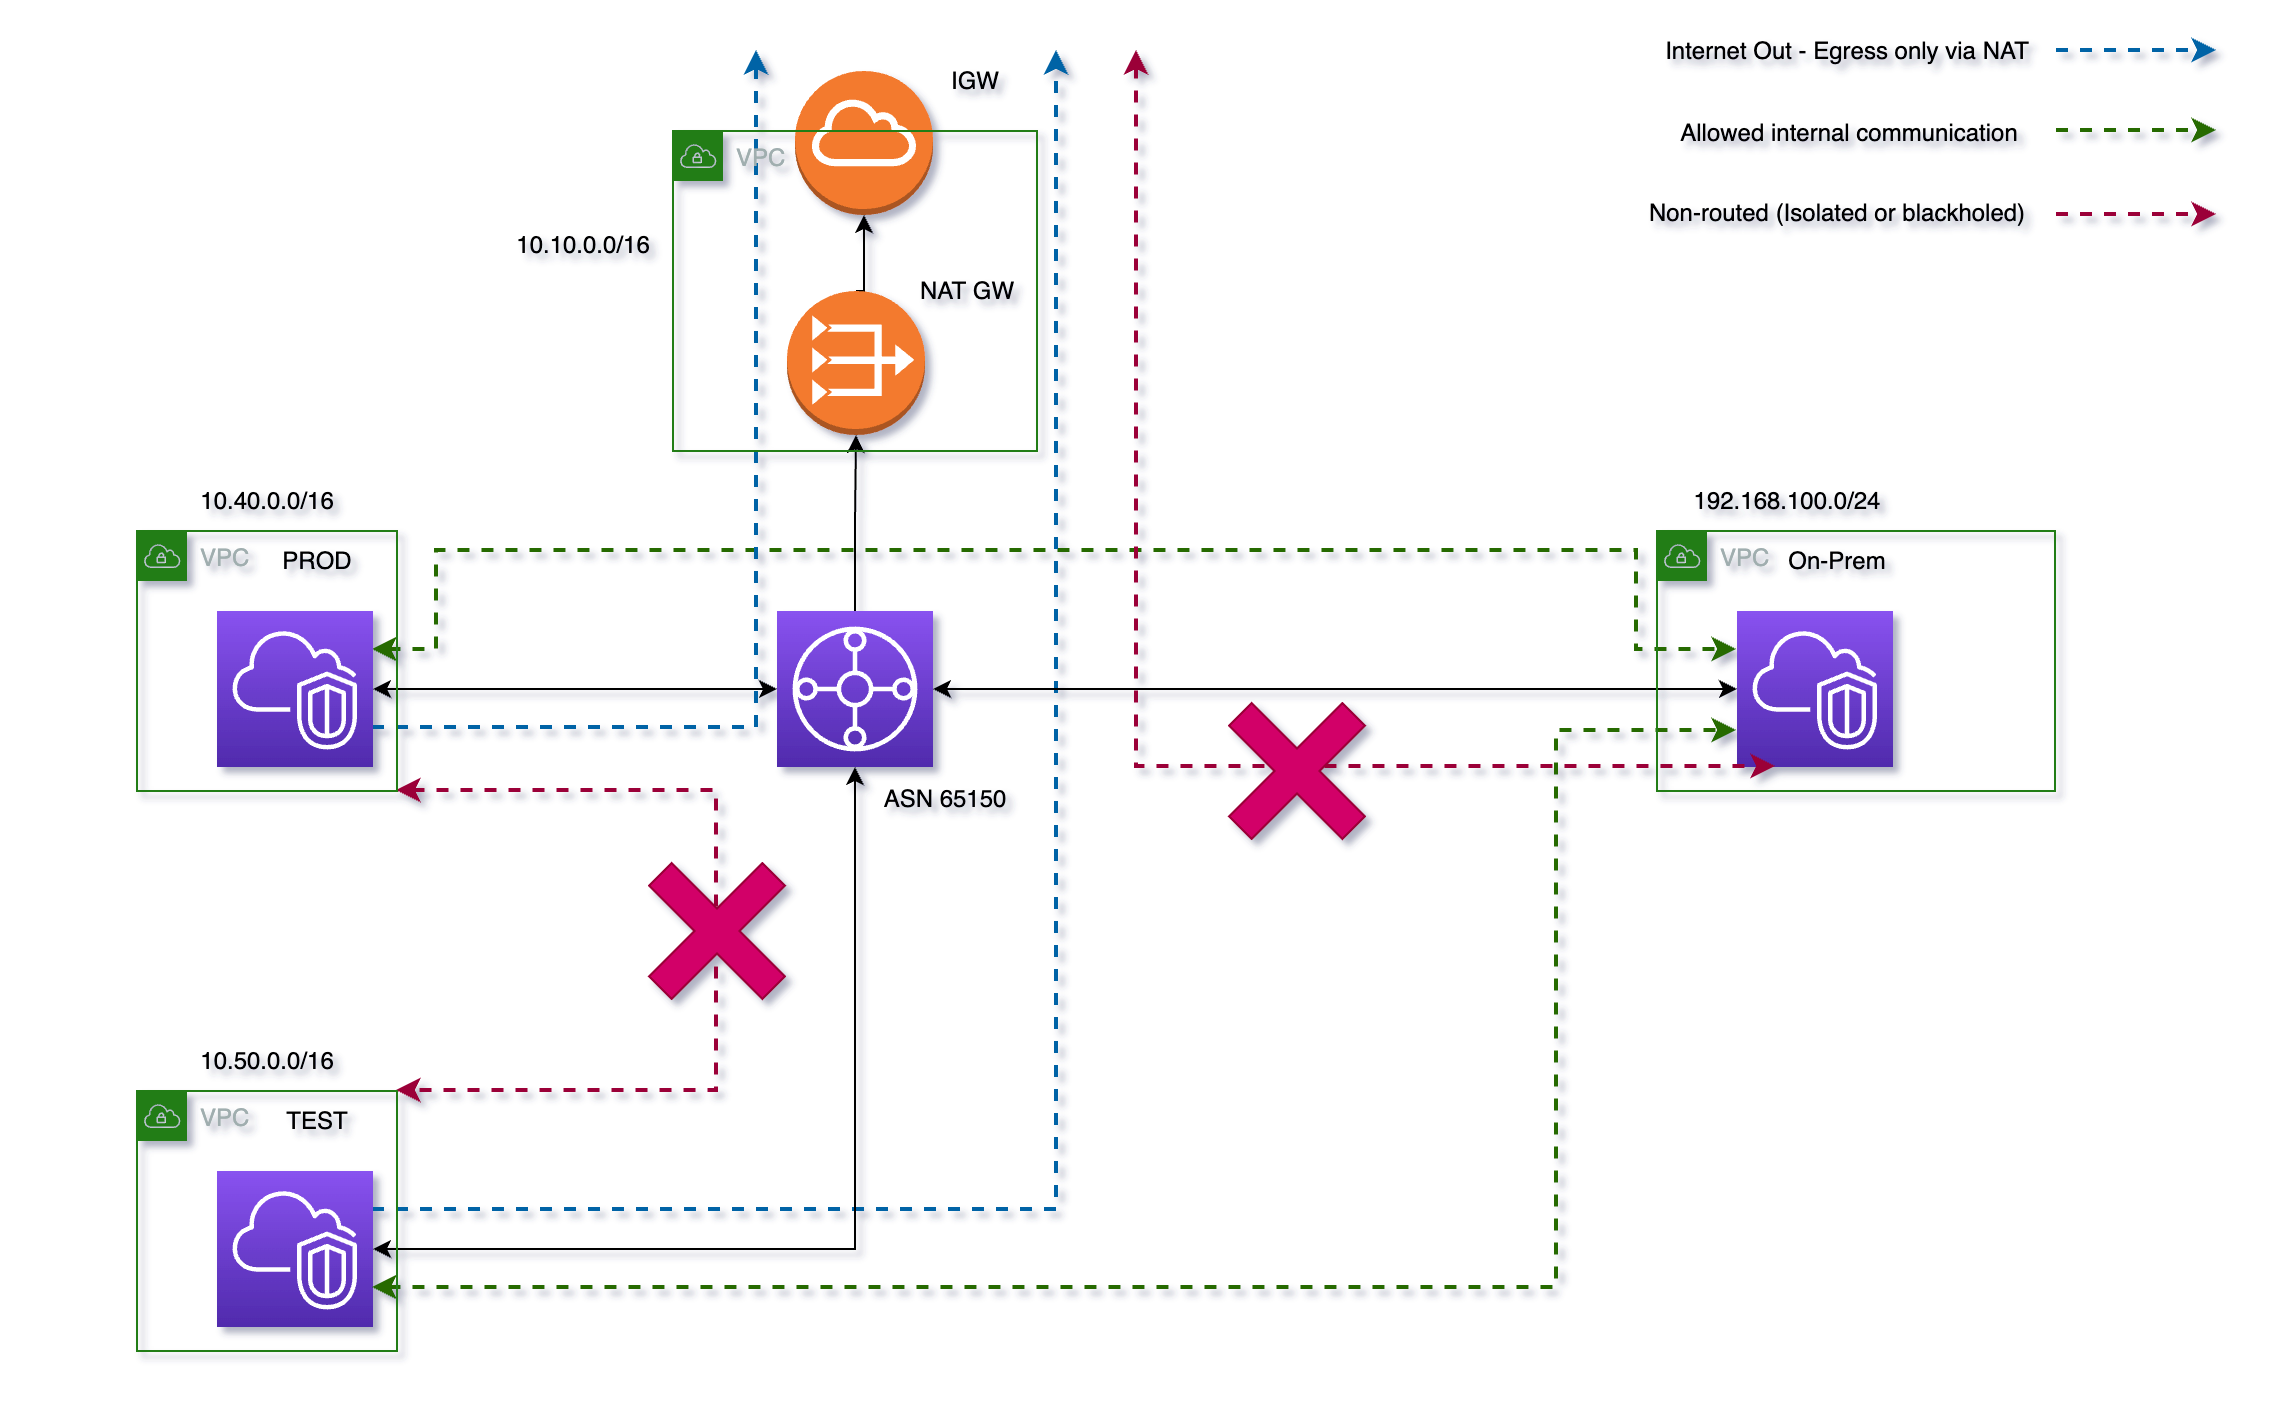 Internet Out - Egress only via NAT
IGW
Allowed internal communication
VPC
Non-routed (Isolated or blackholed)
10.10.0.0/16
NAT GW
10.40.0.0/16
192.168.100.0/24
VPC PROD
VPC On-Prem
ASN 65150
10.50.0.0/16
VPC TEST